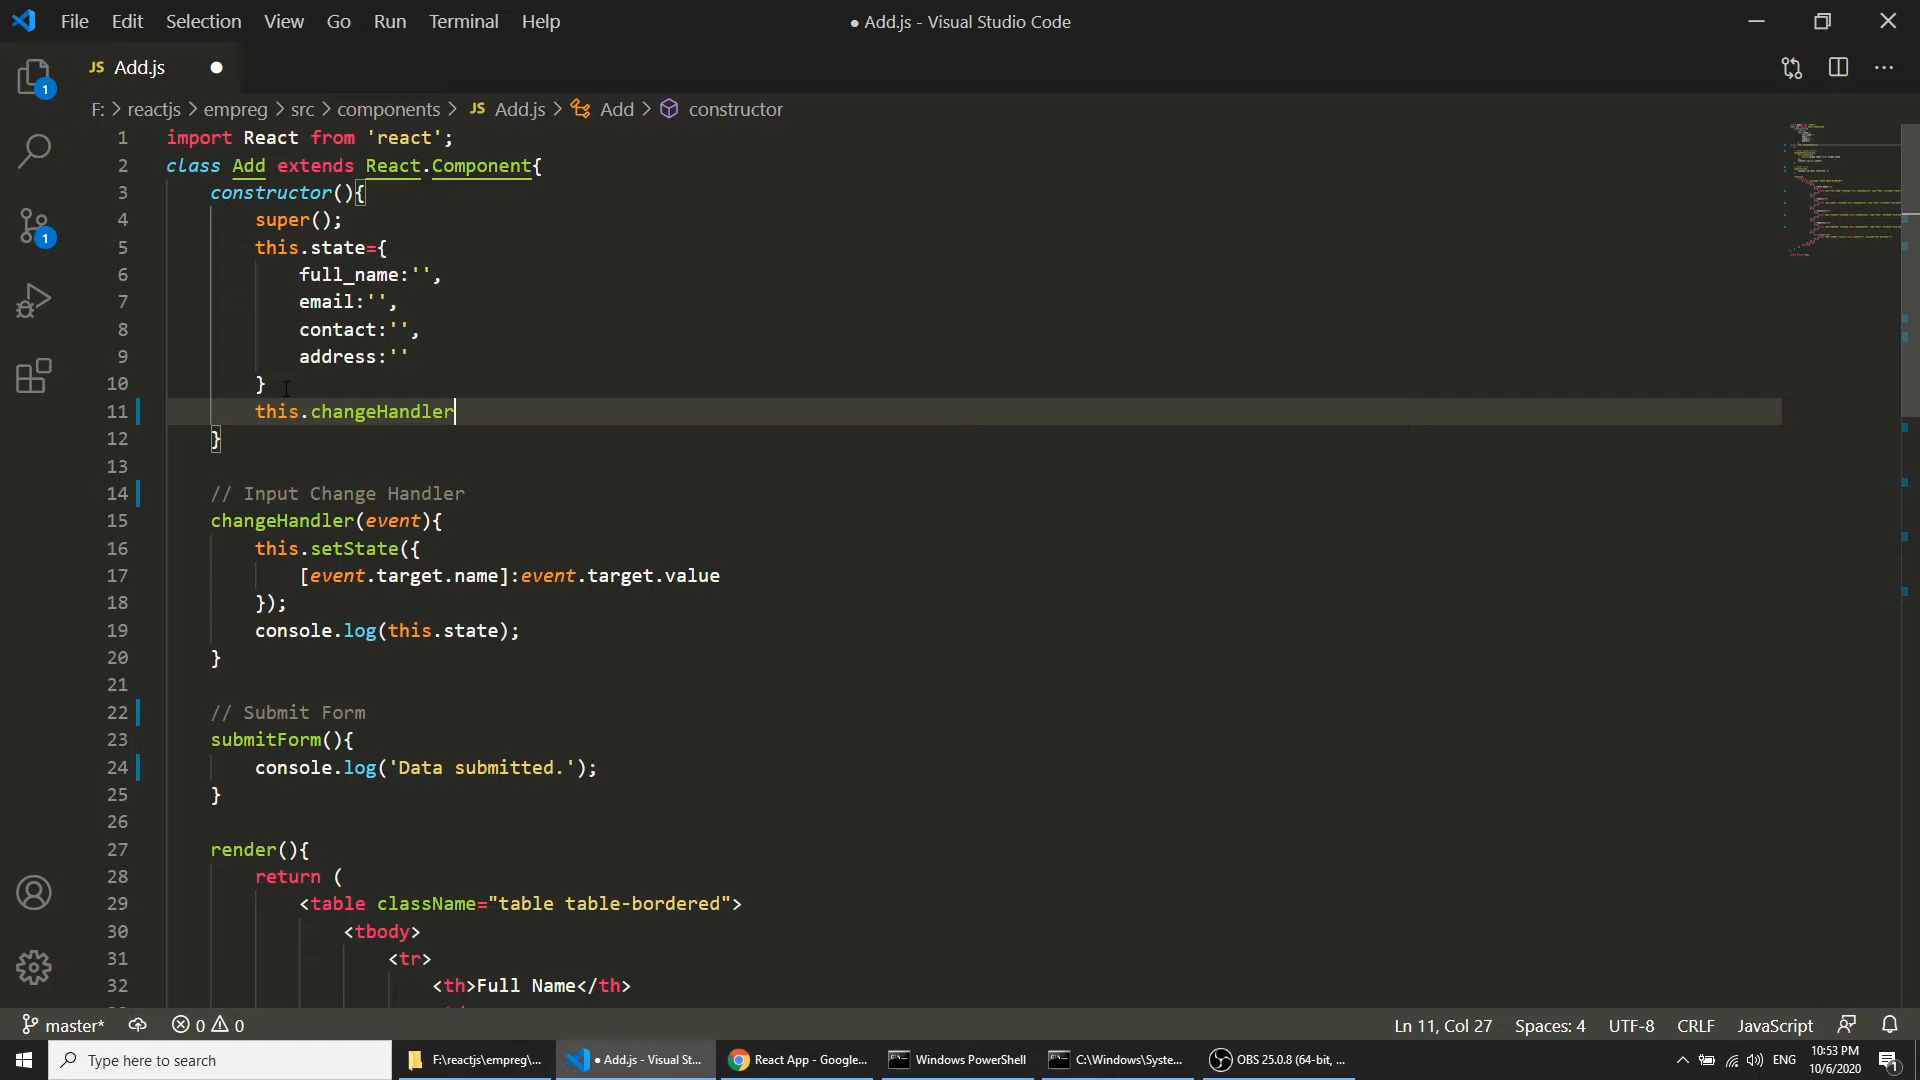 File Edit Selection View Go Run Terminal Help
● Add.js - Visual Studio Code
JS Add.js
F: > reactjs > empreg > src > components > JS Add.js > Add > constructor
1 import React from 'react';
2 class Add extends React.Component{
3 constructor(){
4 super();
5 this.state={
6 full_name:'',
7 email:'',
8 contact:'',
9 address:''
10 }
11 this.changeHandler
12 }
13
14 // Input Change Handler
15 changeHandler(event){
16 this.setState({
17 [event.target.name]:event.target.value
18 });
19 console.log(this.state);
20 }
21
22 // Submit Form
23 submitForm(){
24 console.log('Data submitted.');
25 }
26
27 render(){
28 return (
29 <table className="table table-bordered">
30 <tbody>
31 <tr>
32 <th>Full Name</th>
1
1
master* 0 0
Ln 11, Col 27 Spaces: 4 UTF-8 CRLF JavaScript
Type here to search
F:\reactjs\empreg\...
● Add.js - Visual St...
React App - Google...
Windows PowerShell
C:\Windows\Syste...
OBS 25.0.8 (64-bit, ...
ENG
10:53 PM
10/6/2020
1